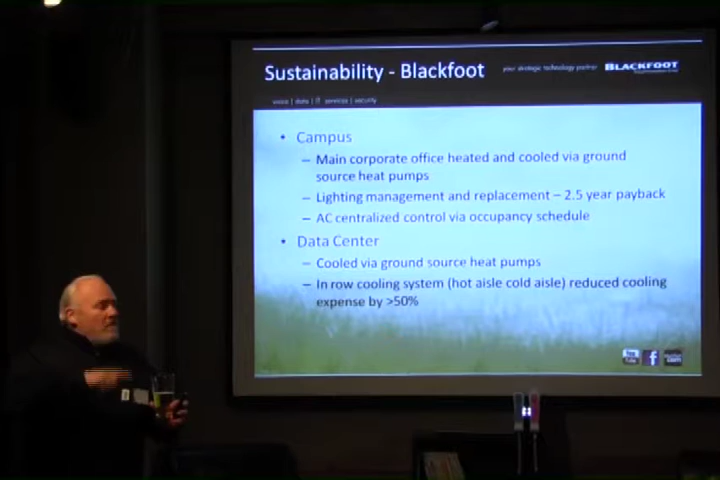 Sustainability - Blackfoot
your strategic technology partner
BLACKFOOT
voice | data | IT services | security
• Campus
– Main corporate office heated and cooled via ground
source heat pumps
– Lighting management and replacement – 2.5 year payback
– AC centralized control via occupancy schedule
• Data Center
– Cooled via ground source heat pumps
– In row cooling system (hot aisle cold aisle) reduced cooling
expense by >50%
You
Tube
f